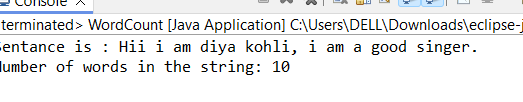 Console ×
terminated> WordCount [Java Application] C:\Users\DELL\Downloads\eclipse-j
Sentance is : Hii i am diya kohli, i am a good singer.
Number of words in the string: 10